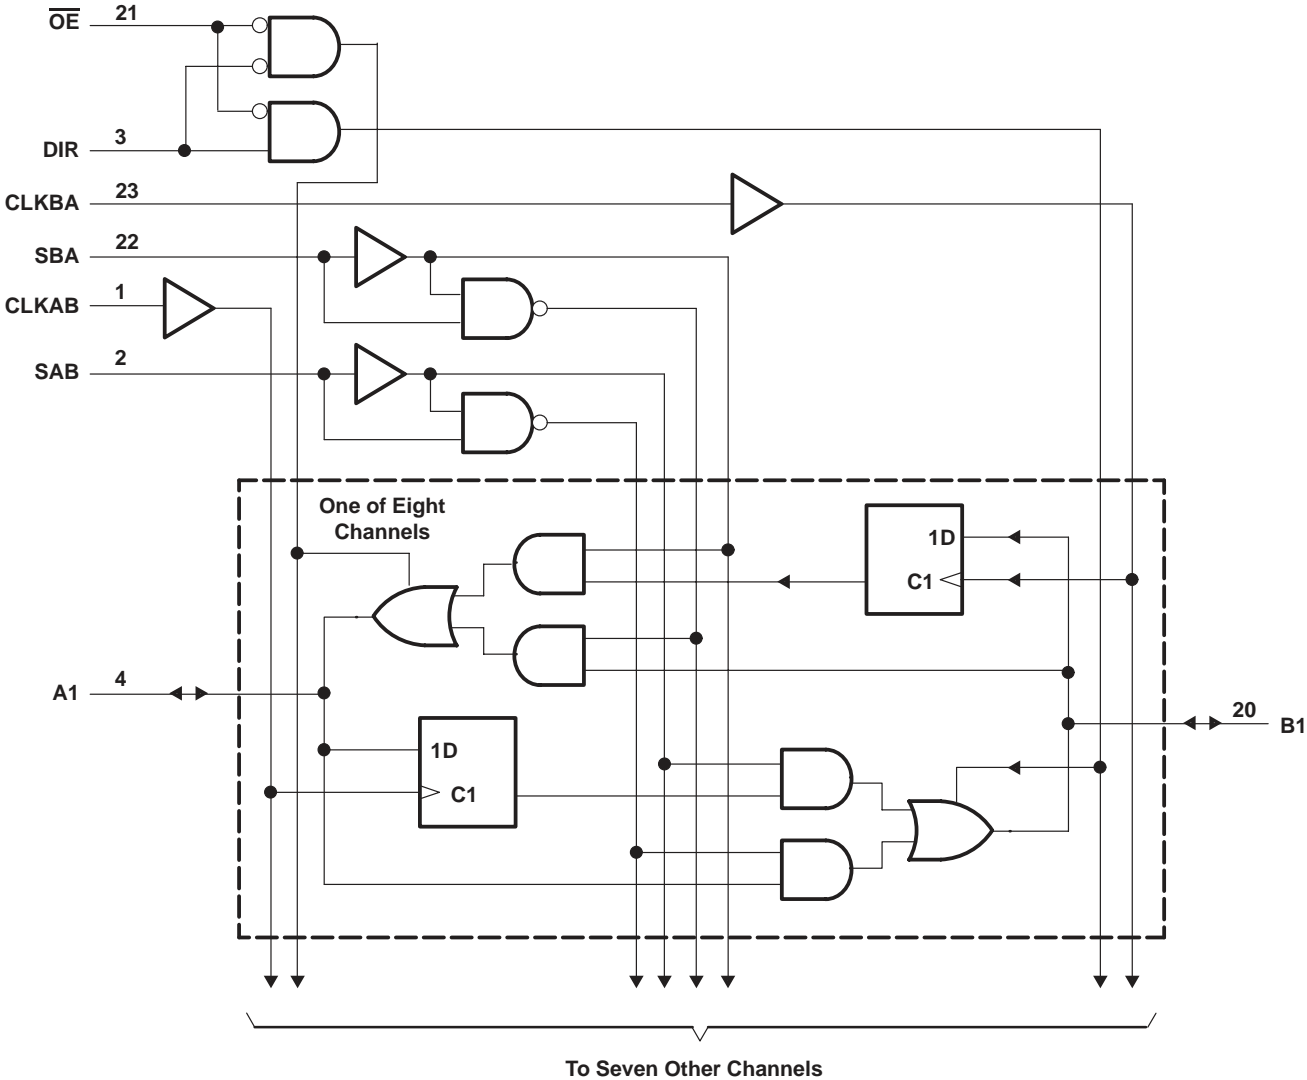 OE 21
DIR 3
CLKBA 23
SBA 22
CLKAB 1
SAB 2
One of Eight
Channels
1D
C1
A1 4
20 B1
1D
C1
To Seven Other Channels